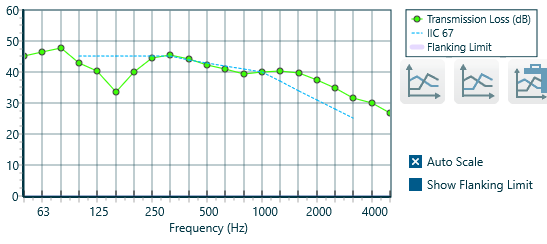 60
50
40
30
20
10
0
63 125 250 500 1000 2000 4000
Frequency (Hz)
Transmission Loss (dB)
IIC 67
Flanking Limit
Auto Scale
Show Flanking Limit